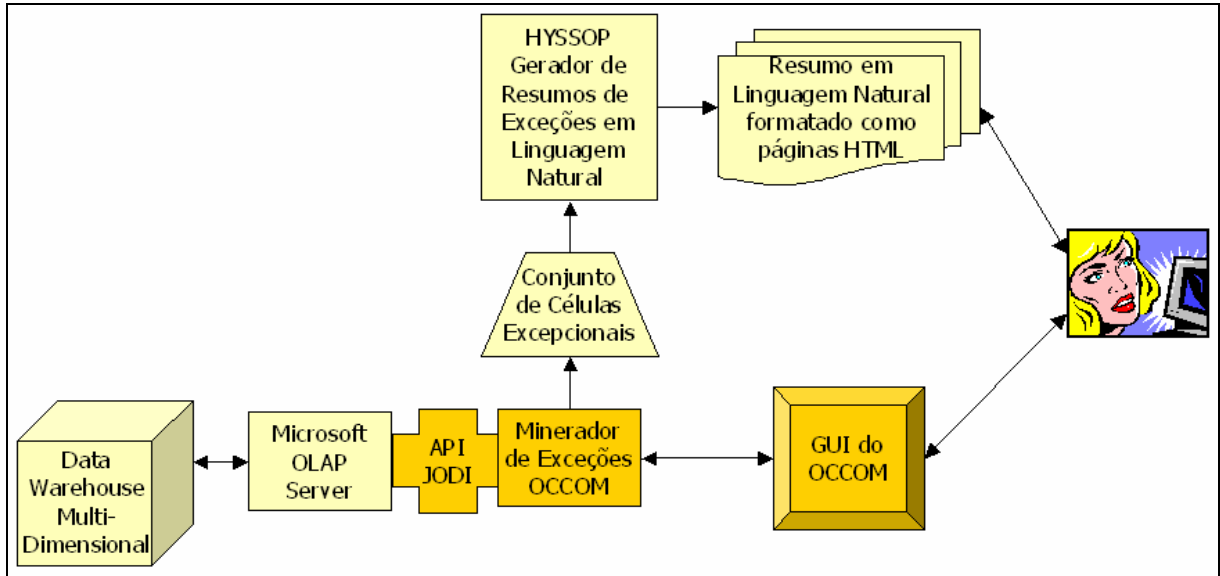 HYSSOP
Gerador de
Resumos de
Exceções em
Linguagem
Natural
Resumo em
Linguagem Natural
formatado como
páginas HTML
Conjunto
de Células
Excepcionais
Data
Warehouse
Multi-
Dimensional
Microsoft
OLAP
Server
API
JODI
Minerador
de Exceções
OCCOM
GUI do
OCCOM